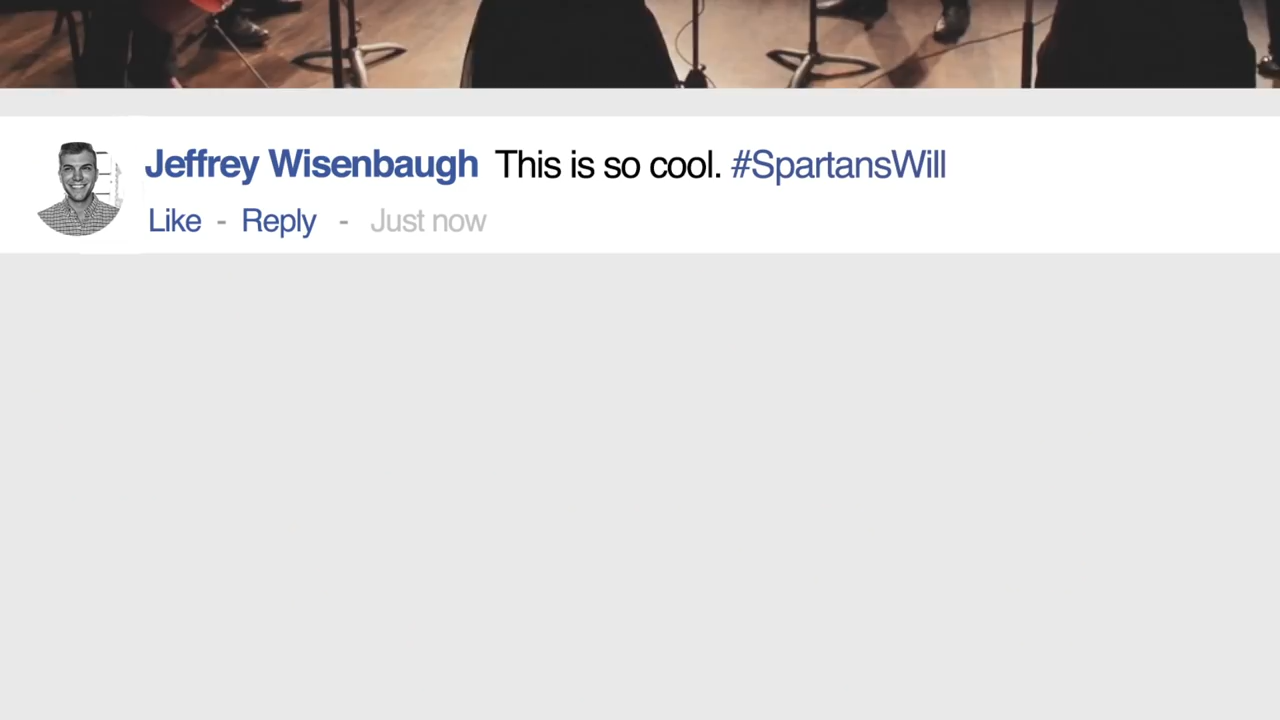 Jeffrey Wisenbaugh This is so cool. #SpartansWill
Like - Reply - Just now